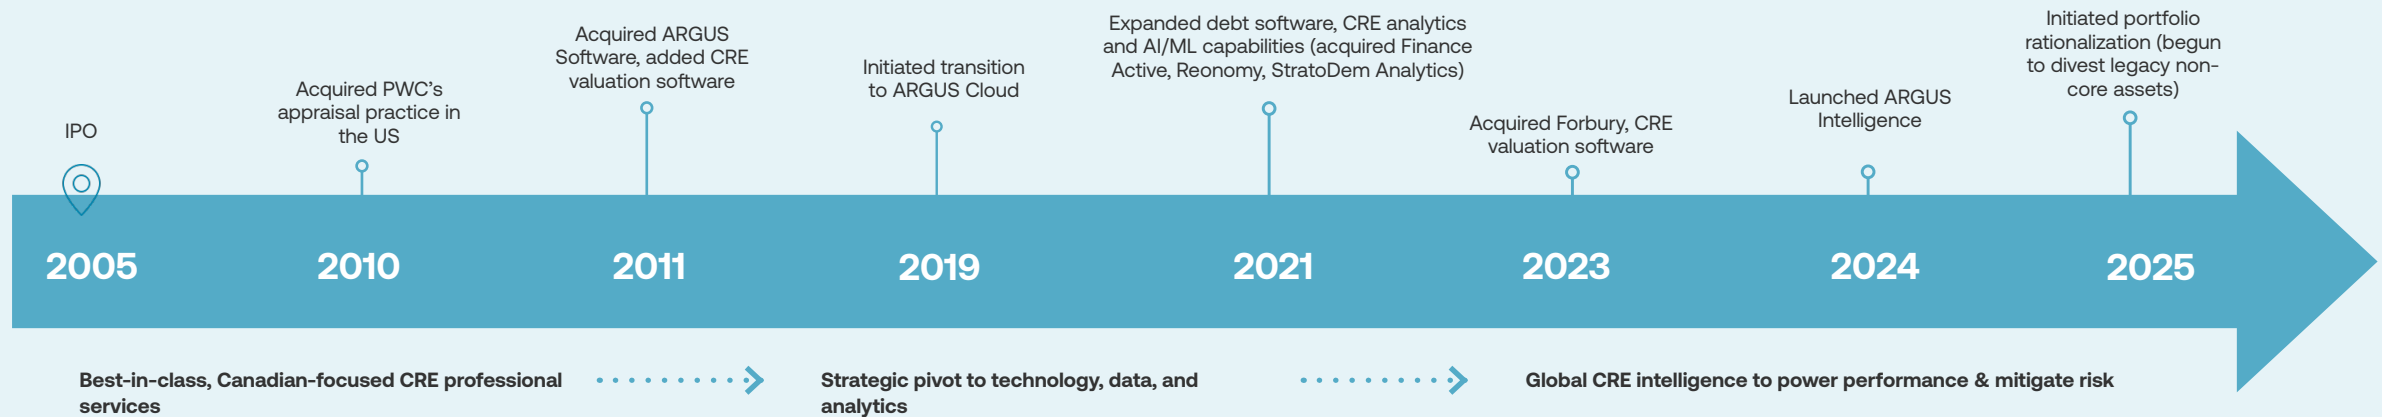 IPO
Acquired PWC's
appraisal practice in
the US
Acquired ARGUS
Software, added CRE
valuation software
Initiated transition
to ARGUS Cloud
Expanded debt software, CRE analytics
and AI/ML capabilities (acquired Finance
Active, Reonomy, StratoDem Analytics)
Acquired Forbury, CRE
valuation software
Launched ARGUS
Intelligence
Initiated portfolio
rationalization (begun
to divest legacy non-
core assets)
2005
2010
2011
2019
2021
2023
2024
2025
Best-in-class, Canadian-focused CRE professional
services
Strategic pivot to technology, data, and
analytics
Global CRE intelligence to power performance & mitigate risk